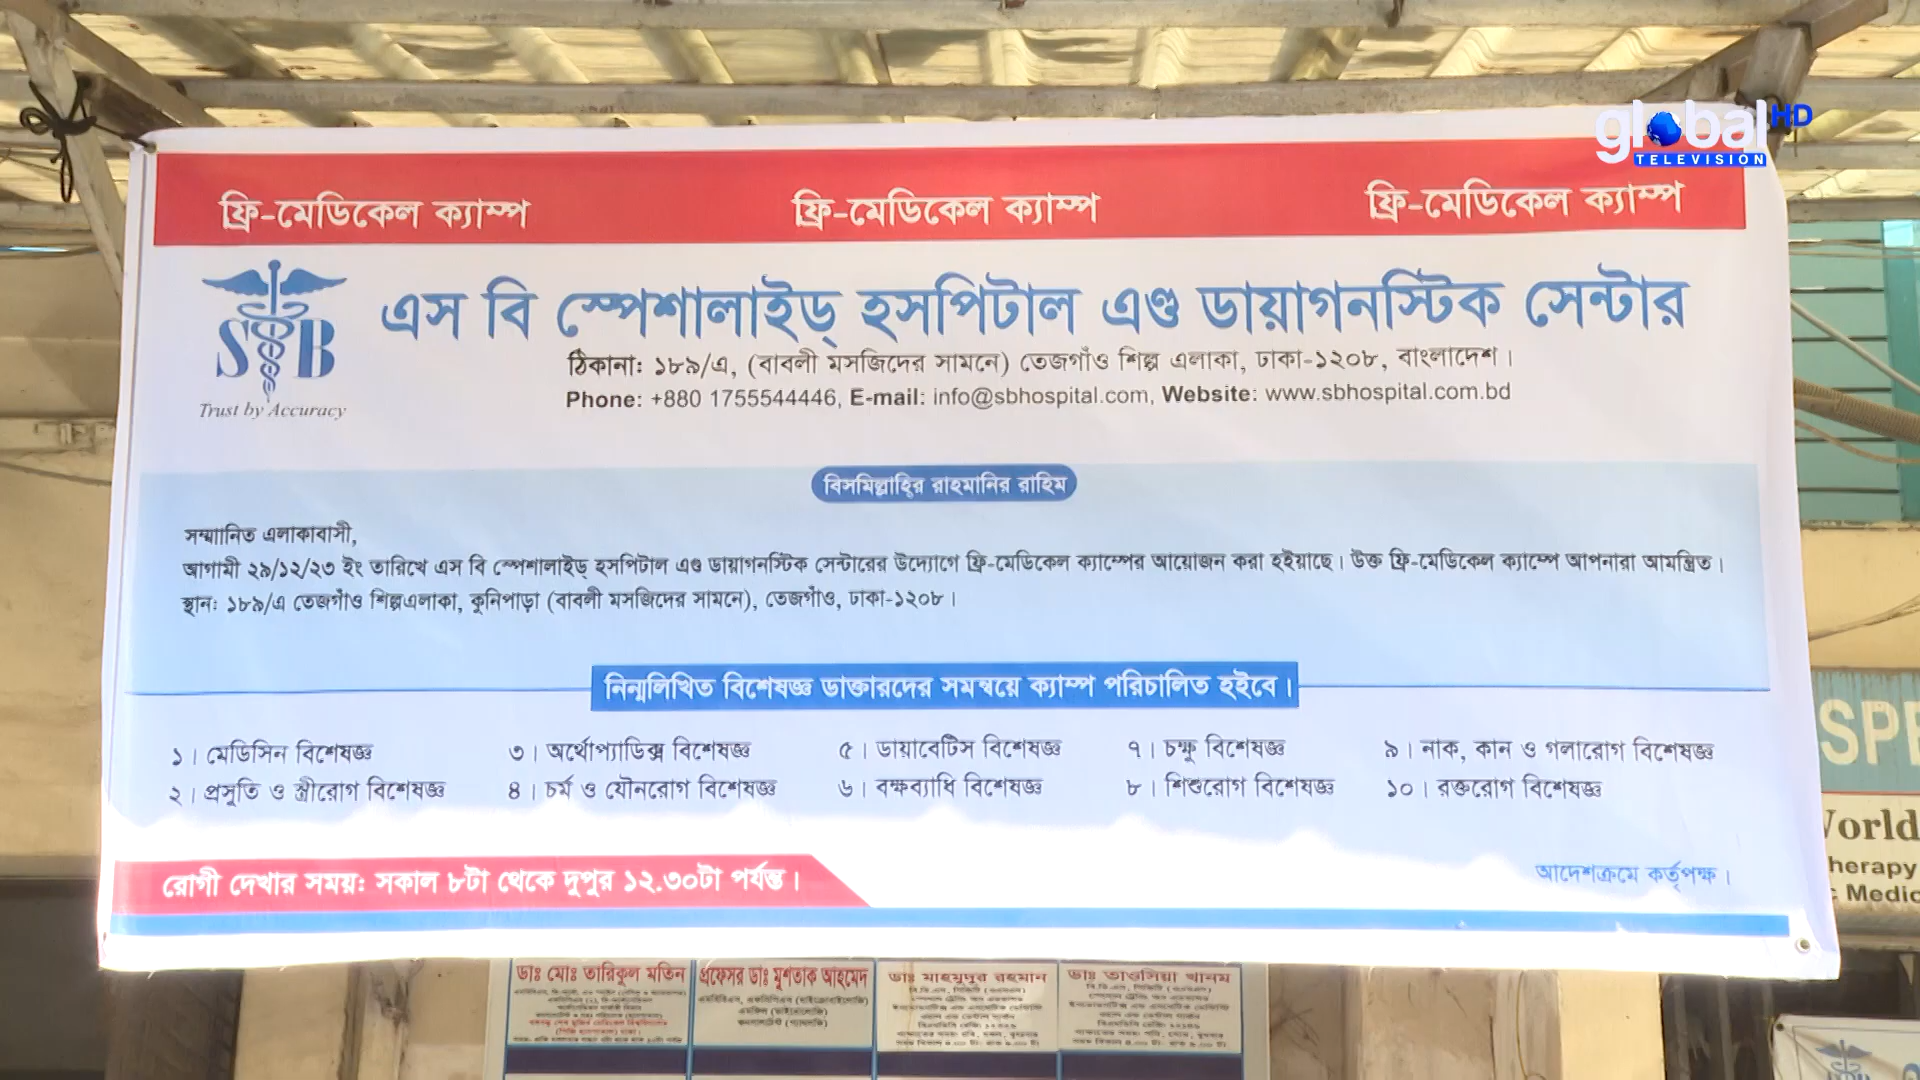 global HD
TELEVISION
ফ্রি-মেডিকেল ক্যাম্প ফ্রি-মেডিকেল ক্যাম্প ফ্রি-মেডিকেল ক্যাম্প
SB
Trust by Accuracy
এস বি স্পেশালাইড্ হসপিটাল এণ্ড ডায়াগনস্টিক সেন্টার
ঠিকানা: ১৮৯/এ, (বাবলী মসজিদের সামনে) তেজগাঁও শিল্প এলাকা, ঢাকা-১২০৮, বাংলাদেশ।
Phone: +880 1755544446, E-mail: info@sbhospital.com, Website: www.sbhospital.com.bd
বিসমিল্লাহির রাহমানির রাহিম
সম্মানিত এলাকাবাসী,
আগামী ২৯/১২/২৩ ইং তারিখে এস বি স্পেশালাইড্ হসপিটাল এণ্ড ডায়াগনস্টিক সেন্টারের উদ্যোগে ফ্রি-মেডিকেল ক্যাম্পের আয়োজন করা হইয়াছে। উক্ত ফ্রি-মেডিকেল ক্যাম্পে আপনারা আমন্ত্রিত।
স্থান: ১৮৯/এ তেজগাঁও শিল্পএলাকা, কুনিপাড়া (বাবলী মসজিদের সামনে), তেজগাঁও, ঢাকা-১২০৮।
নিন্মলিখিত বিশেষজ্ঞ ডাক্তারদের সমন্বয়ে ক্যাম্প পরিচালিত হইবে।
১। মেডিসিন বিশেষজ্ঞ ৩। অর্থোপ্যাডিক্স বিশেষজ্ঞ ৫। ডায়াবেটিস বিশেষজ্ঞ ৭। চক্ষু বিশেষজ্ঞ ৯। নাক, কান ও গলারোগ বিশেষজ্ঞ
২। প্রসুতি ও স্ত্রীরোগ বিশেষজ্ঞ ৪। চর্ম ও যৌনরোগ বিশেষজ্ঞ ৬। বক্ষব্যাধি বিশেষজ্ঞ ৮। শিশুরোগ বিশেষজ্ঞ ১০। রক্তরোগ বিশেষজ্ঞ
রোগী দেখার সময়: সকাল ৮টা থেকে দুপুর ১২.৩০টা পর্যন্ত।
আদেশক্রমে কর্তৃপক্ষ।
SPE
World
herapy
Medic
ডাঃ মোঃ তারিকুল মতিন প্রফেসর ডাঃ মুশতাক আহমেদ ডাঃ মাহমুদুর রহমান ডাঃ তাওসিয়া খানম